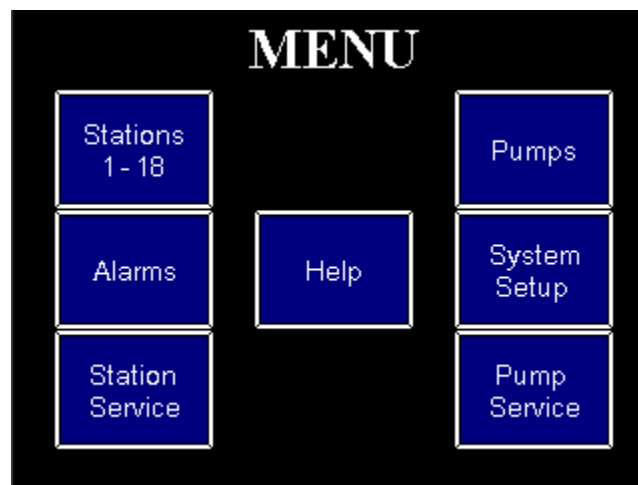 MENU
Stations
1 - 18
Pumps
Alarms
Help
System
Setup
Station
Service
Pump
Service